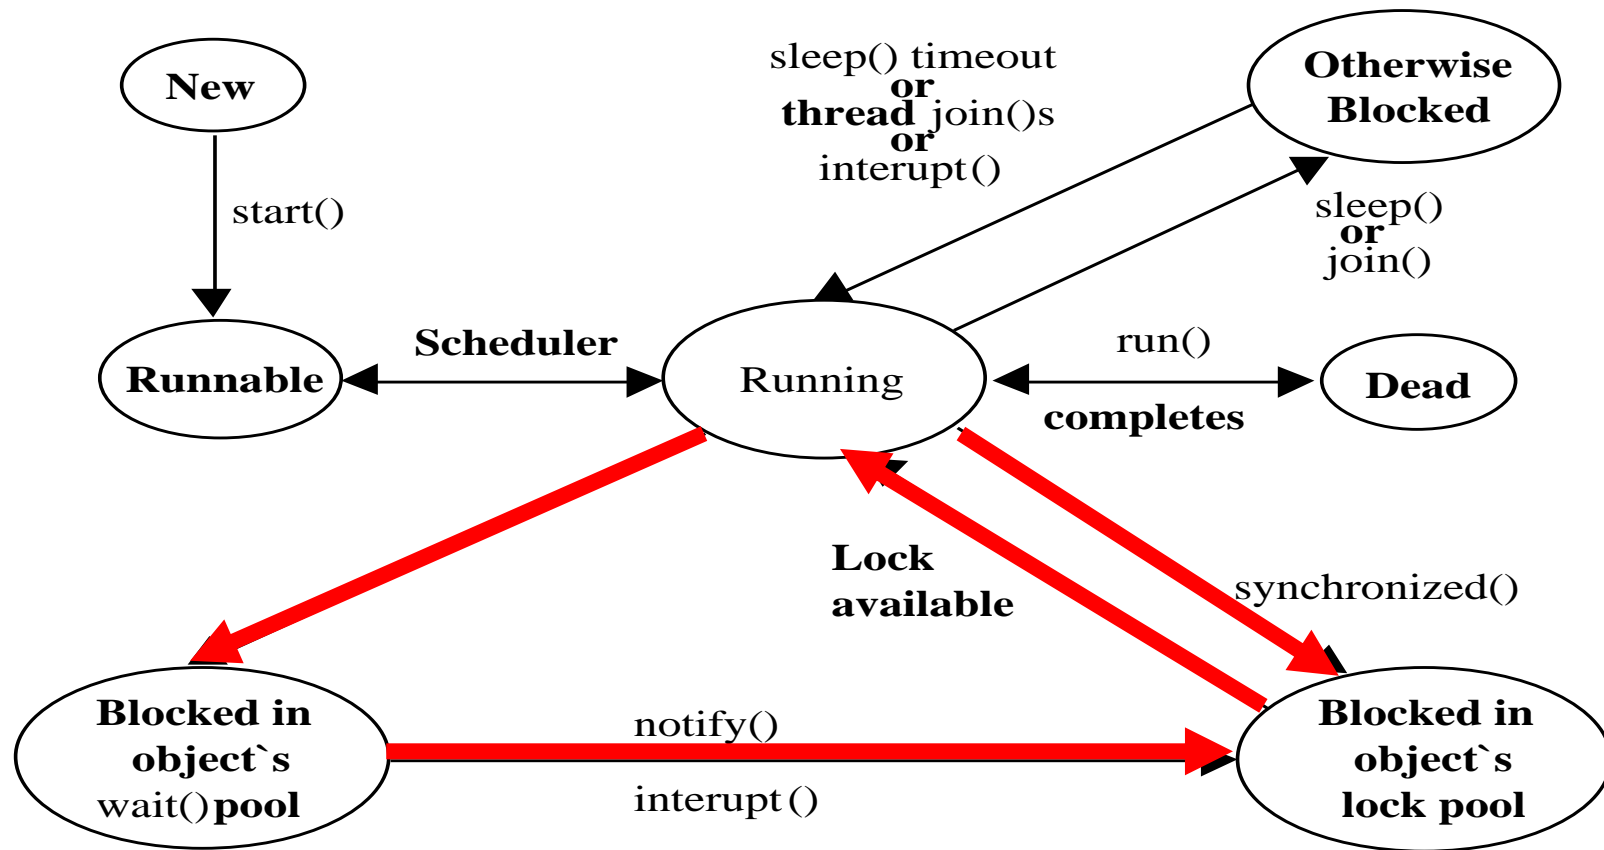 New
sleep() timeout
or
thread join()s
or
interupt()
Otherwise
Blocked
start()
sleep()
or
join()
Runnable
Scheduler
Running
run()
completes
Dead
Lock
available
synchronized()
Blocked in
object`s
wait() pool
notify()
interupt()
Blocked in
object`s
lock pool